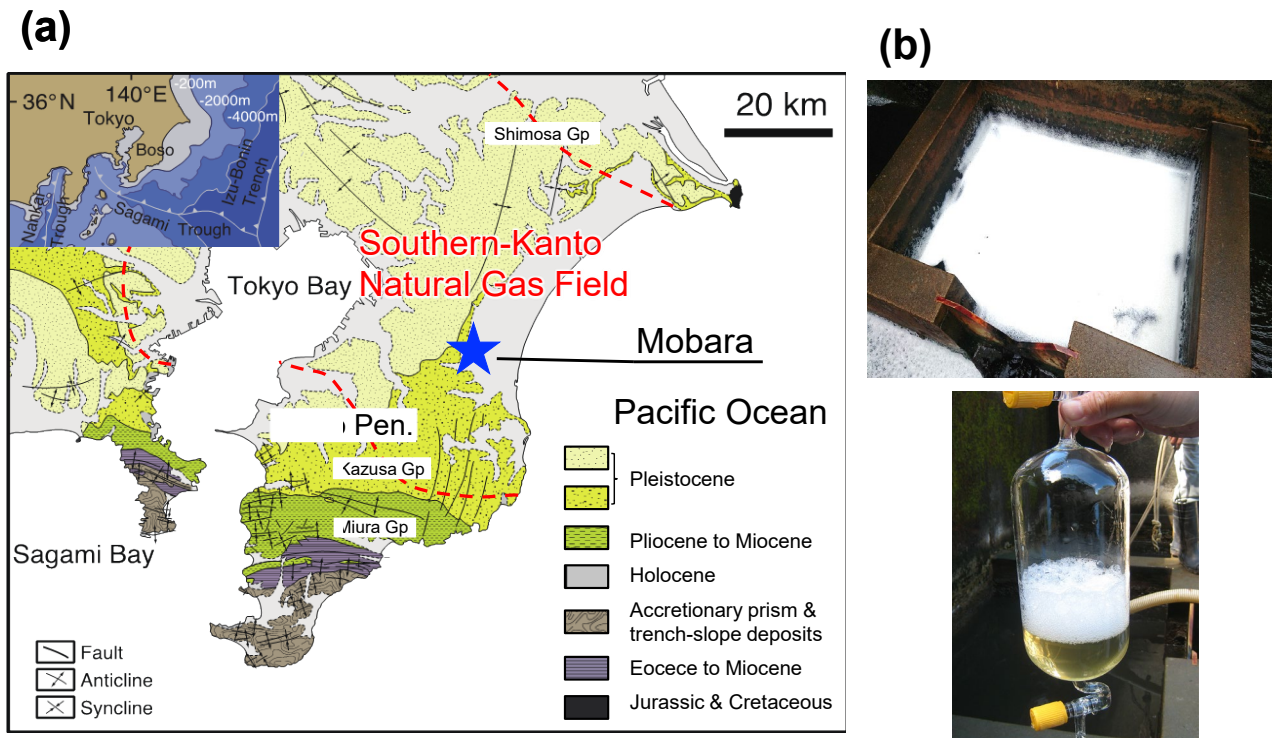 (a)
(b)
36°N
140°E
-200m
-2000m
-4000m
Tokyo
Boso
Izu-Bonin
Trench
Nankai
Trough
Sagami Trough
20 km
Shimosa Gp
Southern-Kanto
Natural Gas Field
Tokyo Bay
Mobara
Pacific Ocean
Pen.
Kazusa Gp
Miura Gp
Sagami Bay
Pleistocene
Pliocene to Miocene
Holocene
Accretionary prism &
trench-slope deposits
Eocece to Miocene
Jurassic & Cretaceous
Fault
Anticline
Syncline